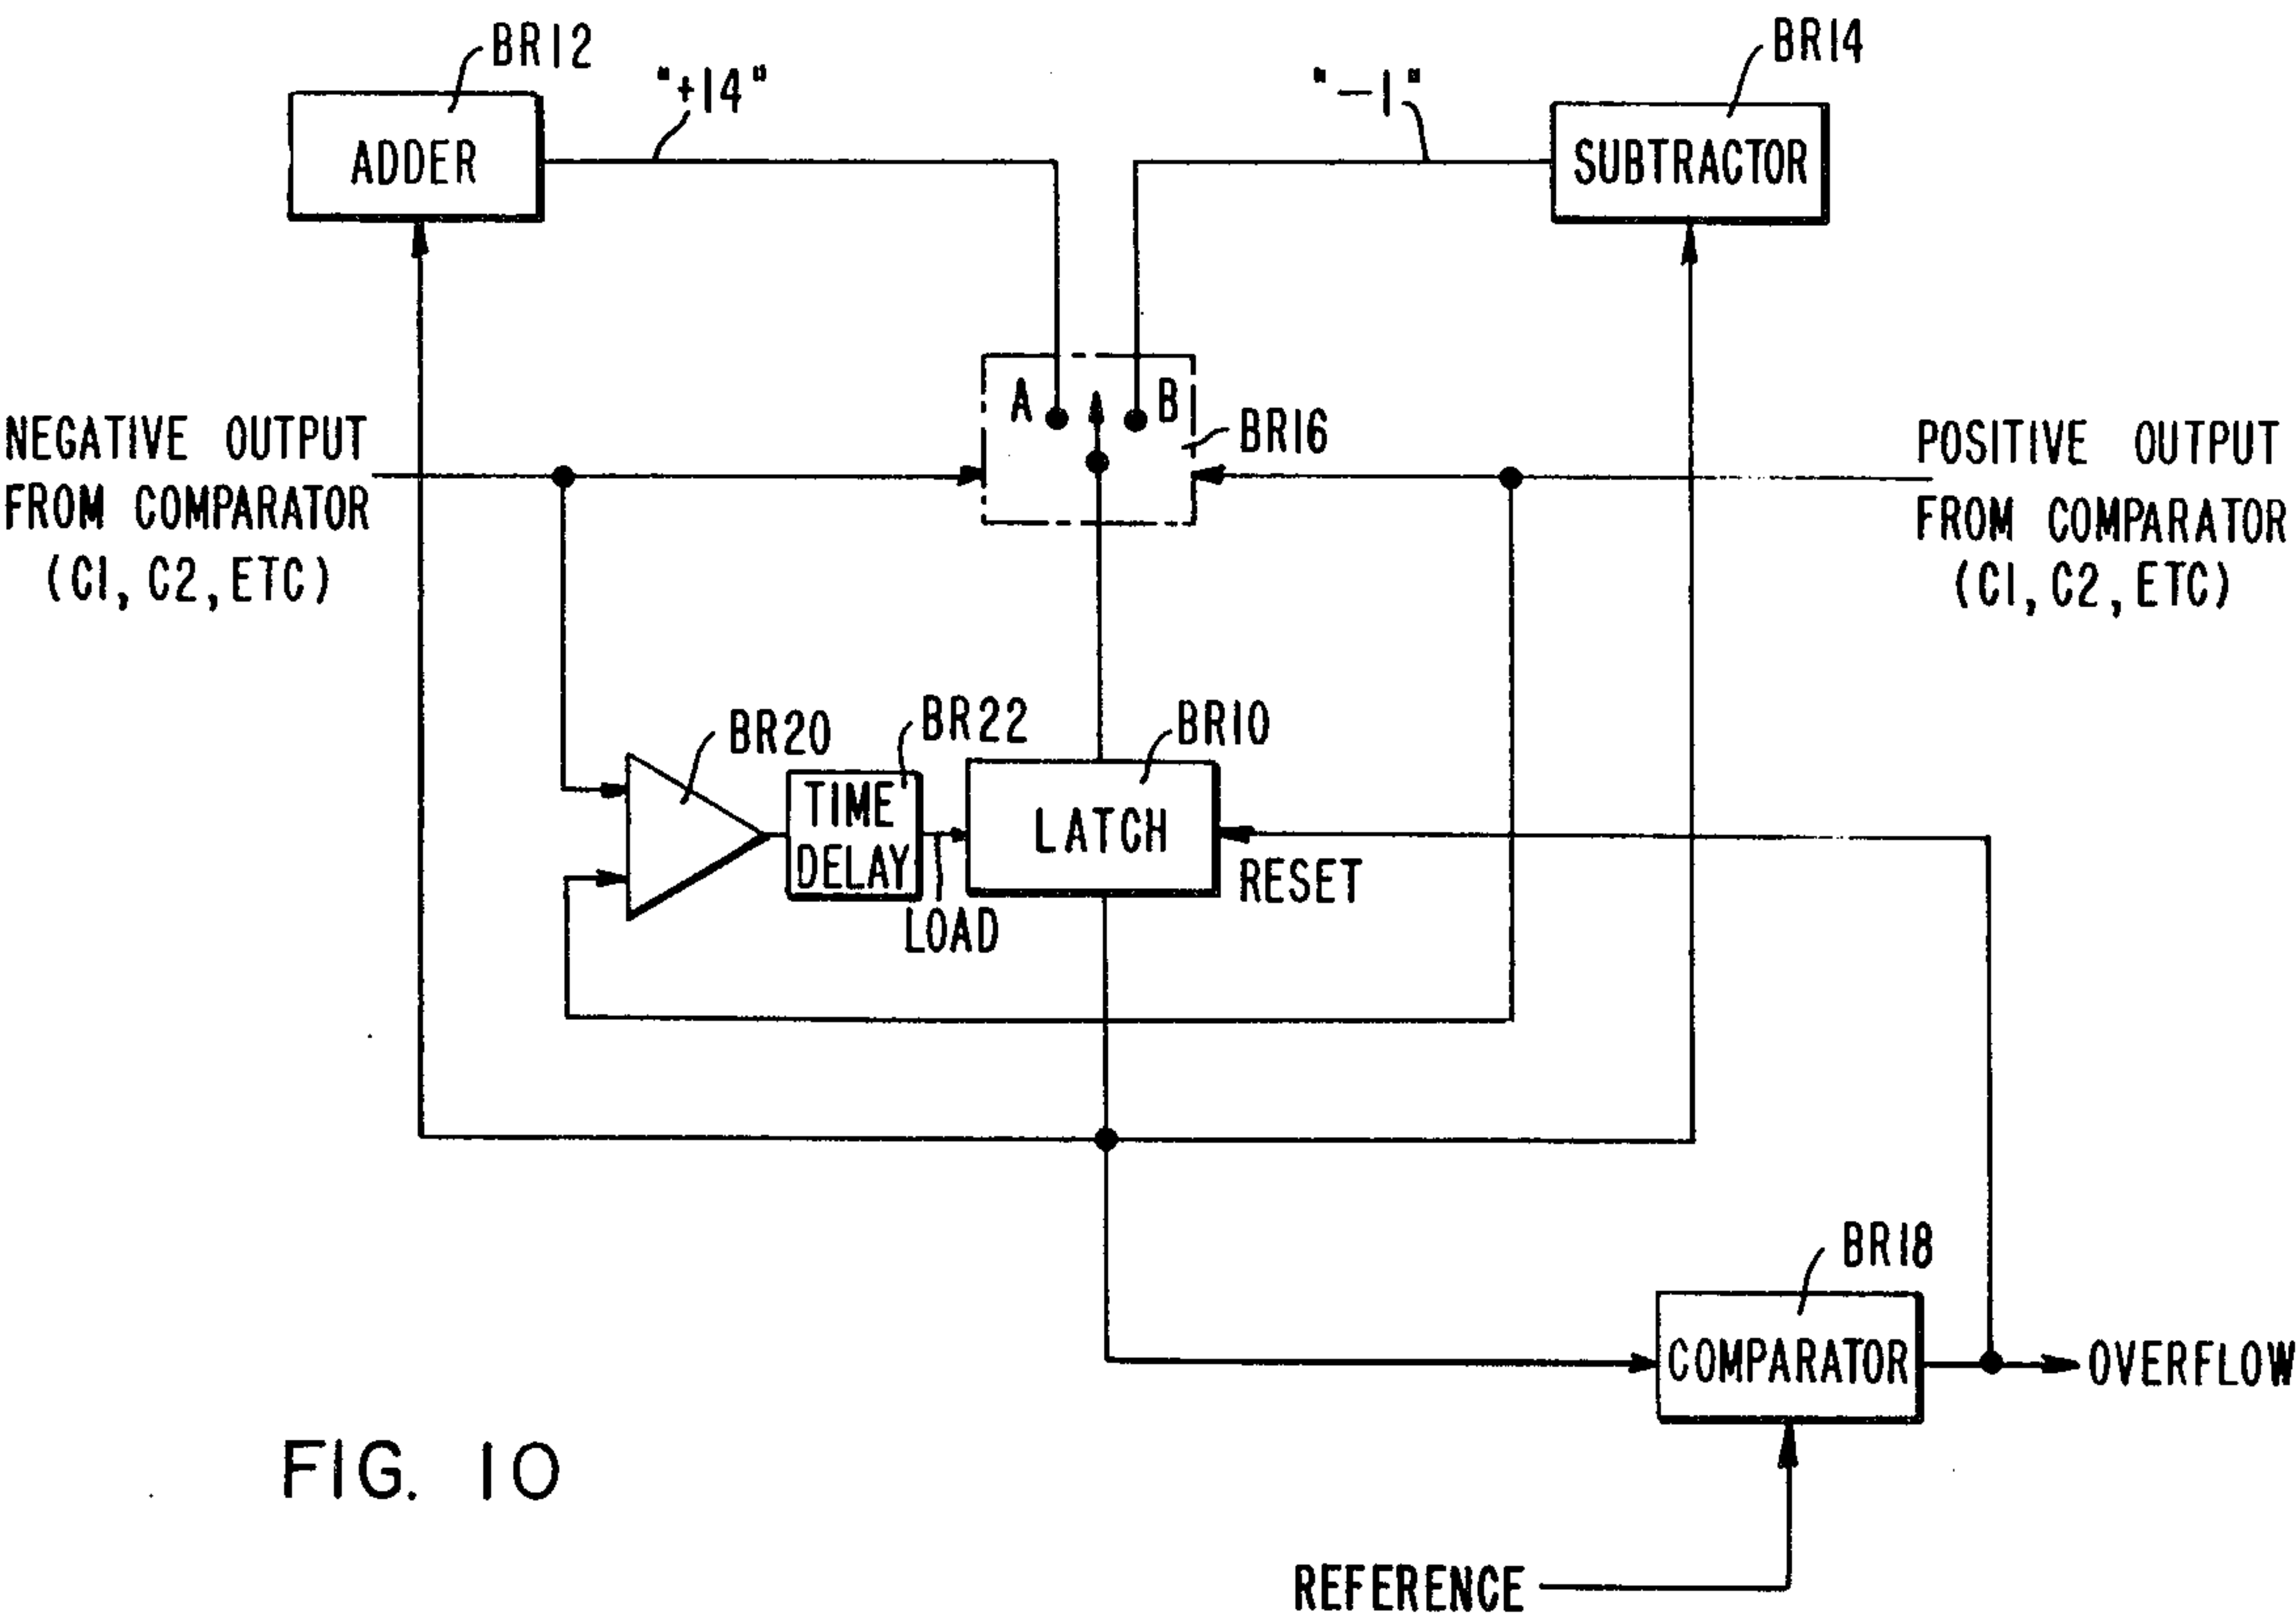 BR12
"+14"
"-1"
BR14
ADDER
SUBTRACTOR
A
B
BR16
NEGATIVE OUTPUT
FROM COMPARATOR
(C1, C2, ETC)
POSITIVE OUTPUT
FROM COMPARATOR
(C1, C2, ETC)
BR20
BR22
BR10
TIME
DELAY
LATCH
LOAD
RESET
BR18
COMPARATOR
OVERFLOW
FIG. 10
REFERENCE